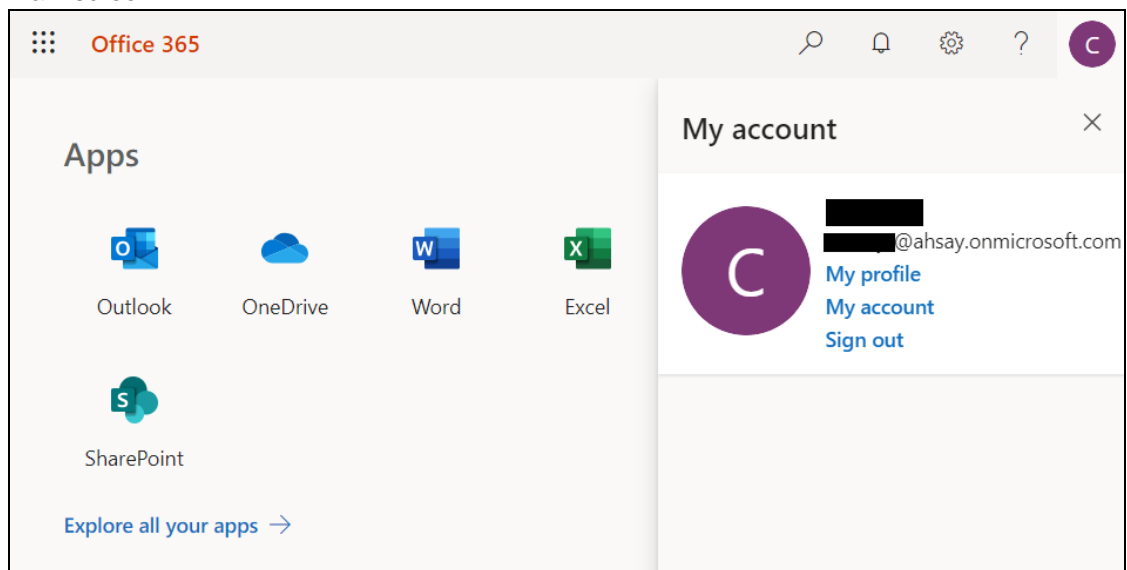 Office 365
?
C
My account
Apps
C
@ahsay.onmicrosoft.com
My profile
My account
Sign out
Outlook
OneDrive
Word
Excel
SharePoint
Explore all your apps →